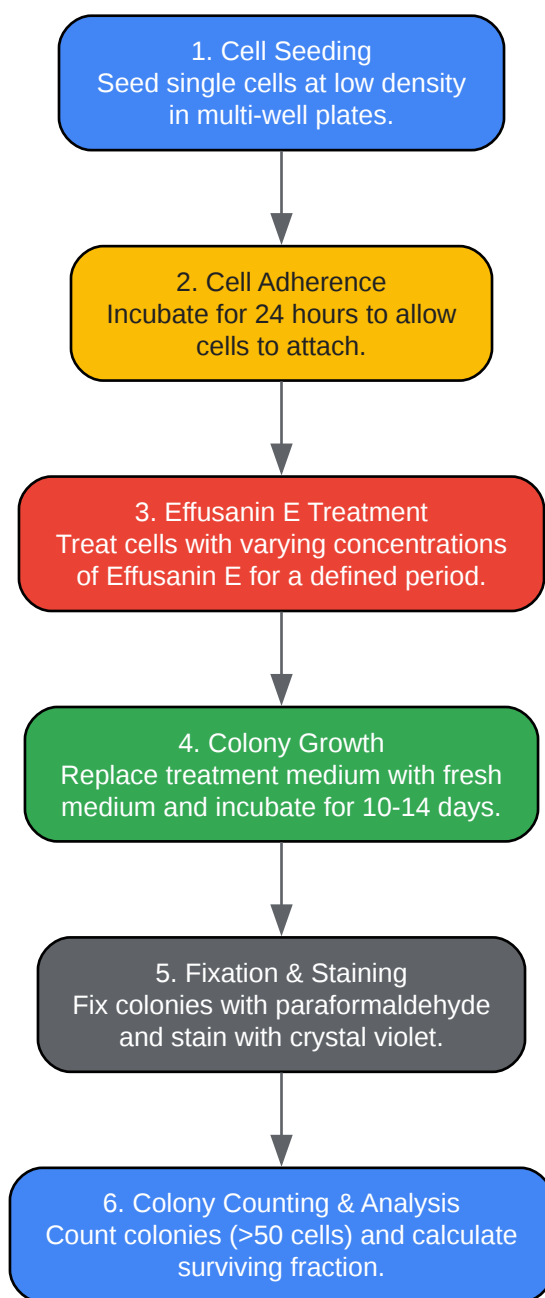 1. Cell Seeding
Seed single cells at low density
in multi-well plates.
2. Cell Adherence
Incubate for 24 hours to allow
cells to attach.
3. Effusanin E Treatment
Treat cells with varying concentrations
of Effusanin E for a defined period.
4. Colony Growth
Replace treatment medium with fresh
medium and incubate for 10-14 days.
5. Fixation & Staining
Fix colonies with paraformaldehyde
and stain with crystal violet.
6. Colony Counting & Analysis
Count colonies (>50 cells) and calculate
surviving fraction.